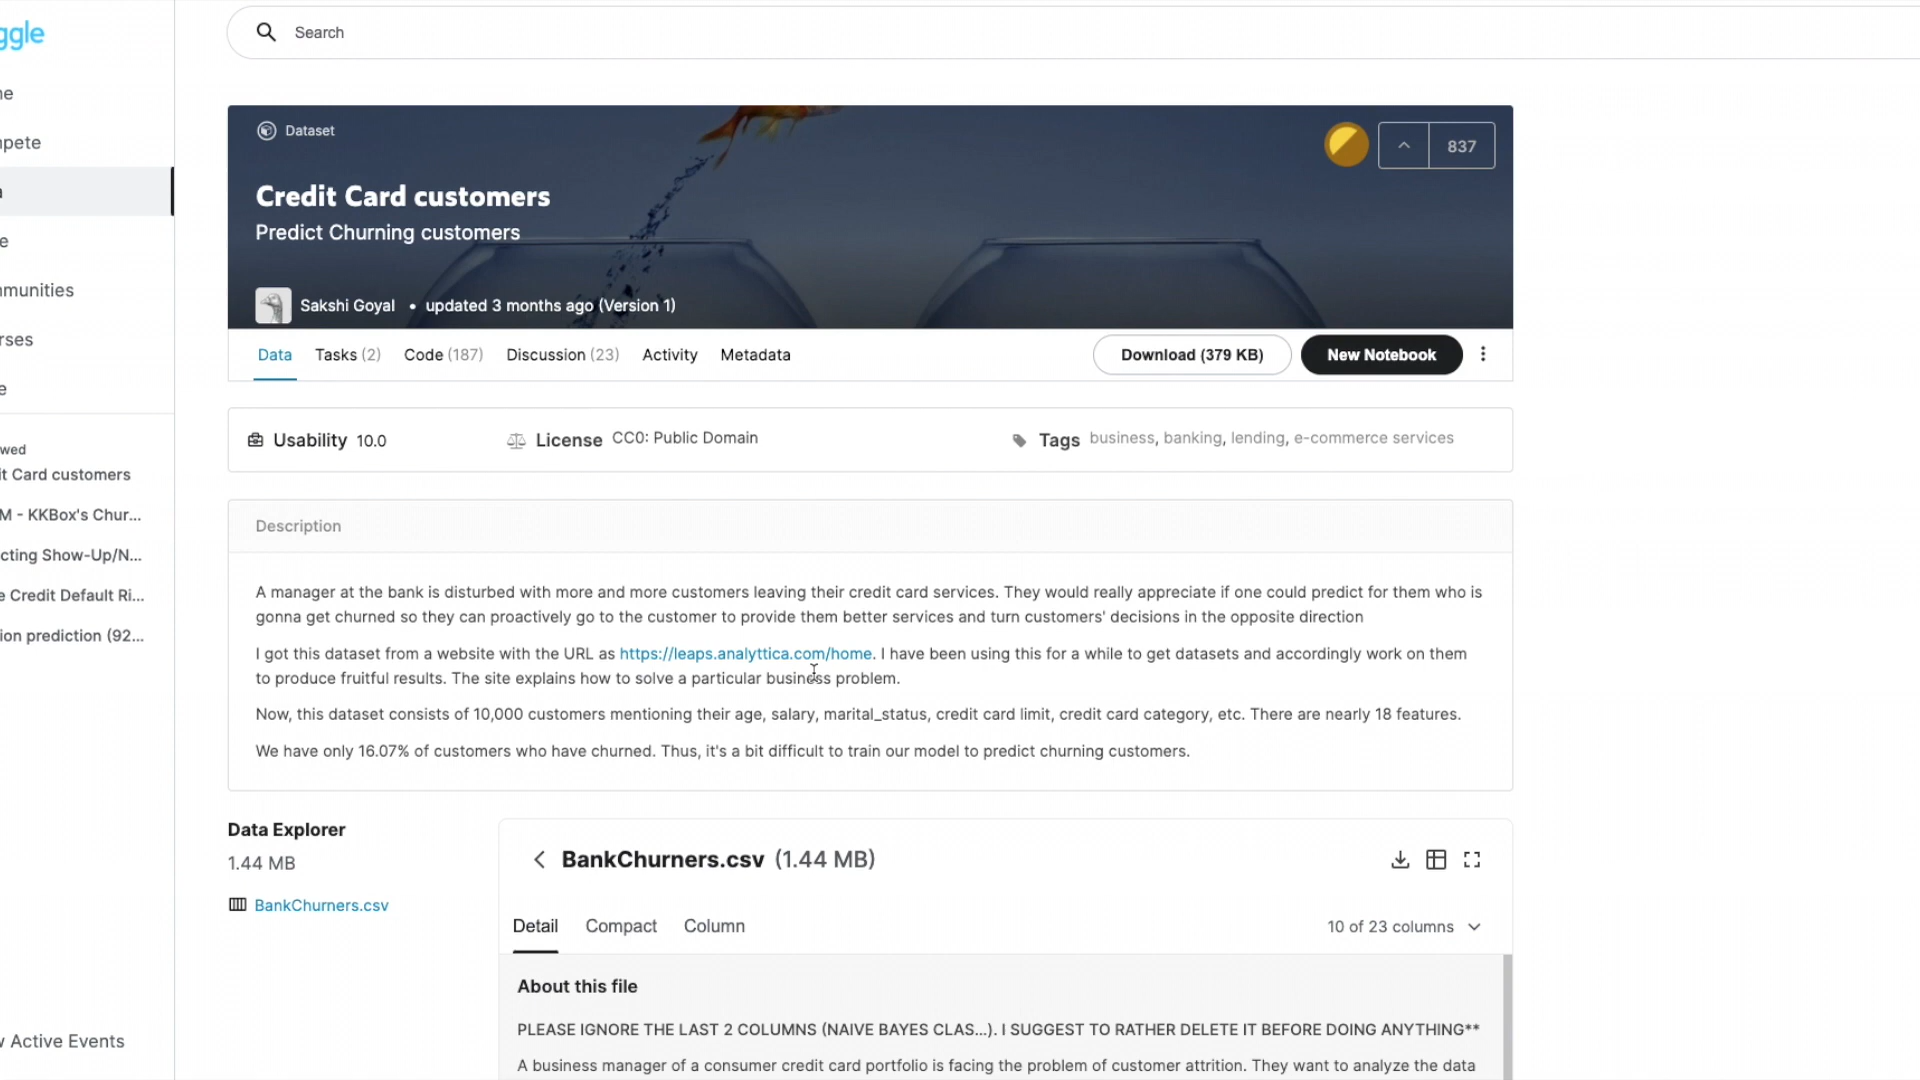 ggle
Search
ne
npete
a
e
nmunities
rses
e
wed
it Card customers
M - KKBox's Chur...
cting Show-Up/N...
e Credit Default Ri...
ion prediction (92...
w Active Events
Dataset
837
Credit Card customers
Predict Churning customers
Sakshi Goyal • updated 3 months ago (Version 1)
Data Tasks (2) Code (187) Discussion (23) Activity Metadata Download (379 KB) New Notebook
Usability 10.0 License CC0: Public Domain Tags business, banking, lending, e-commerce services
Description
A manager at the bank is disturbed with more and more customers leaving their credit card services. They would really appreciate if one could predict for them who is
gonna get churned so they can proactively go to the customer to provide them better services and turn customers' decisions in the opposite direction
I got this dataset from a website with the URL as https://leaps.analyttica.com/home. I have been using this for a while to get datasets and accordingly work on them
to produce fruitful results. The site explains how to solve a particular business problem.
Now, this dataset consists of 10,000 customers mentioning their age, salary, marital_status, credit card limit, credit card category, etc. There are nearly 18 features.
We have only 16.07% of customers who have churned. Thus, it's a bit difficult to train our model to predict churning customers.
Data Explorer
1.44 MB
BankChurners.csv
BankChurners.csv (1.44 MB)
Detail Compact Column 10 of 23 columns
About this file
PLEASE IGNORE THE LAST 2 COLUMNS (NAIVE BAYES CLAS...). I SUGGEST TO RATHER DELETE IT BEFORE DOING ANYTHING**
A business manager of a consumer credit card portfolio is facing the problem of customer attrition. They want to analyze the data